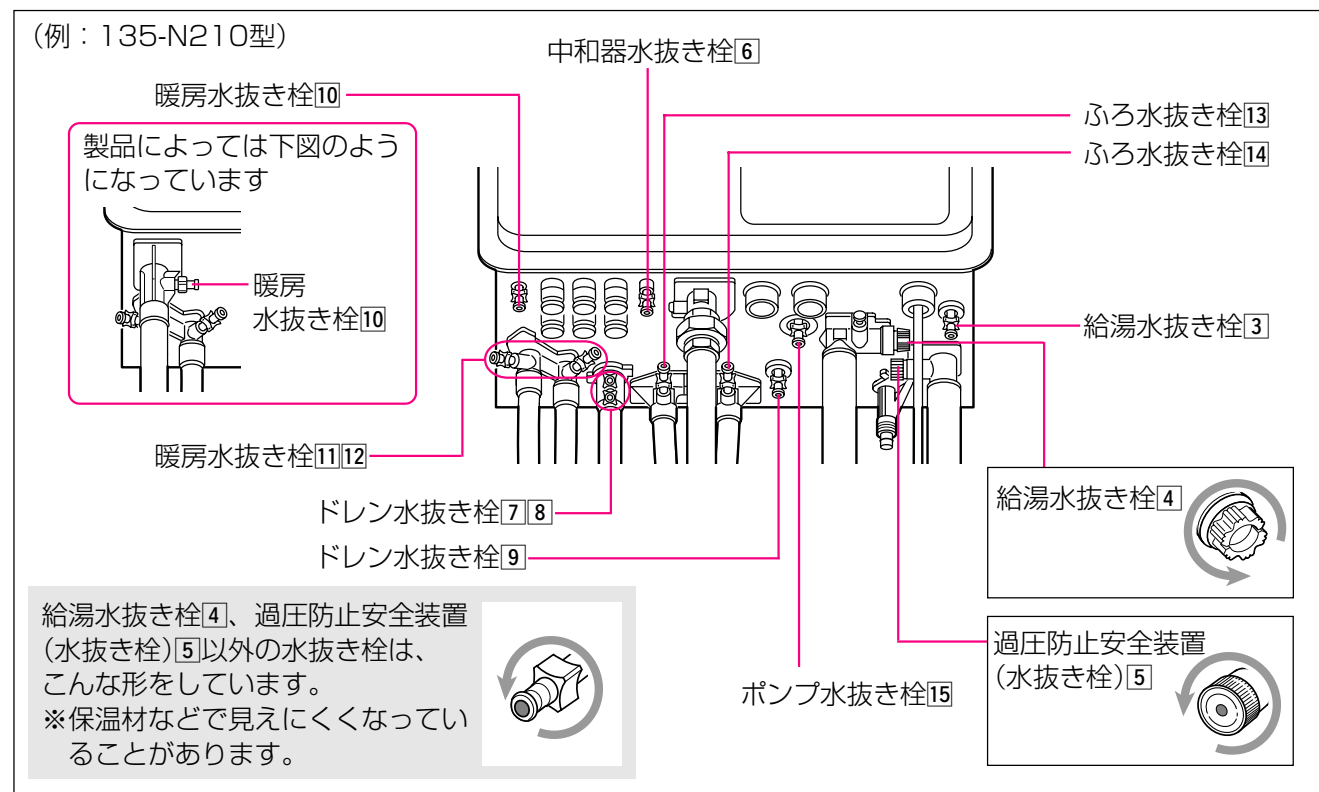 （例：135-N210型）
中和器水抜き栓6
暖房水抜き栓10
ふろ水抜き栓13
ふろ水抜き栓14
製品によっては下図のよう
になっています
暖房
水抜き栓10
給湯水抜き栓3
暖房水抜き栓11 12
ドレン水抜き栓7 8
ドレン水抜き栓9
給湯水抜き栓4
給湯水抜き栓4、過圧防止安全装置
（水抜き栓）5以外の水抜き栓は、
こんな形をしています。
※保温材などで見えにくくなってい
ることがあります。
ポンプ水抜き栓15
過圧防止安全装置
（水抜き栓）5